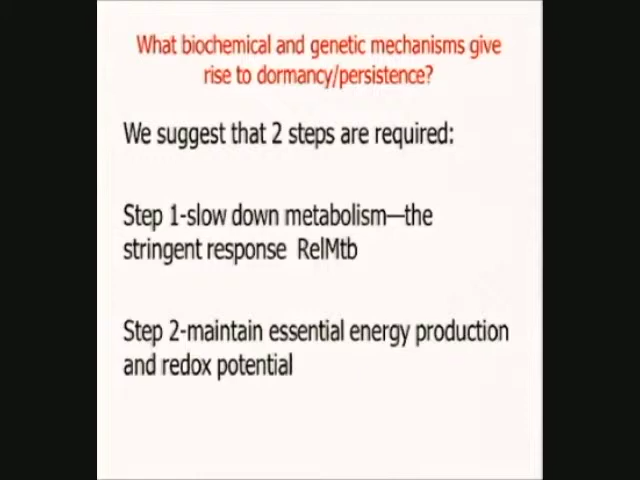 What biochemical and genetic mechanisms give
rise to dormancy/persistence?
We suggest that 2 steps are required:
Step 1-slow down metabolism—the
stringent response RelMtb
Step 2-maintain essential energy production
and redox potential